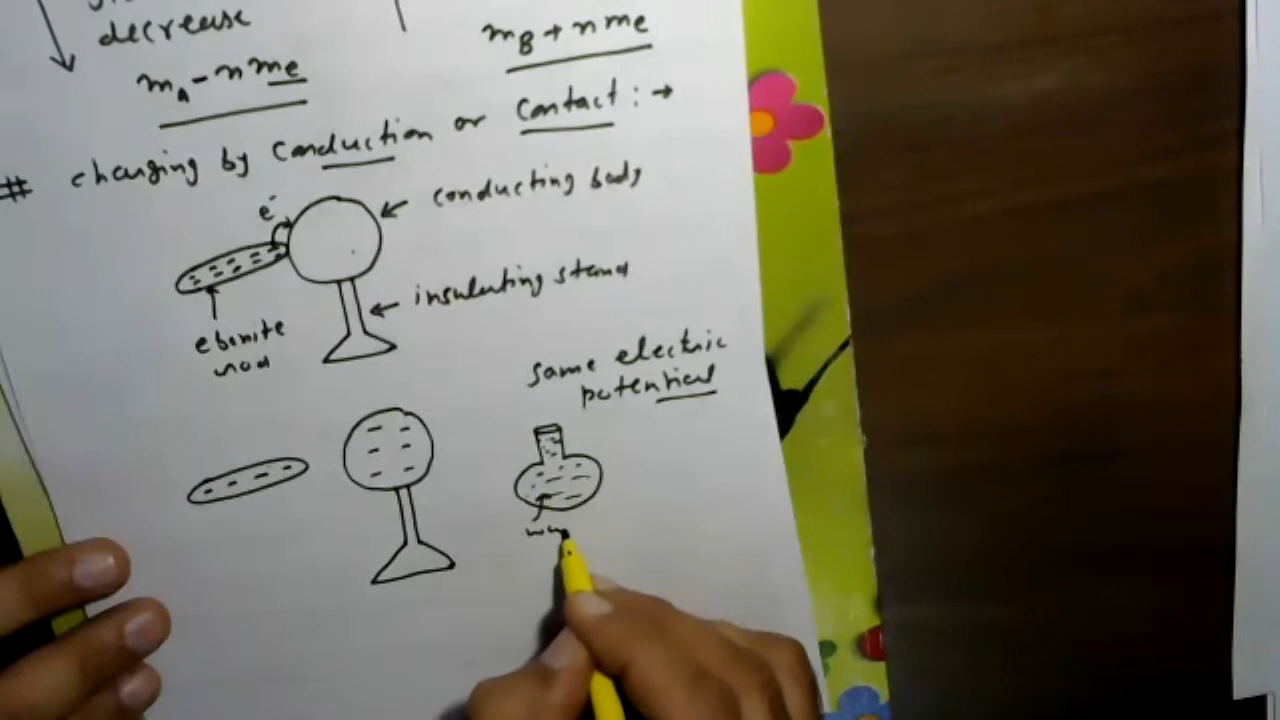 decrease
mA - nme
mB + nme
# charging by conduction or contact : →
e-
conducting body
insulating stand
ebonite
rod
same electric
potential